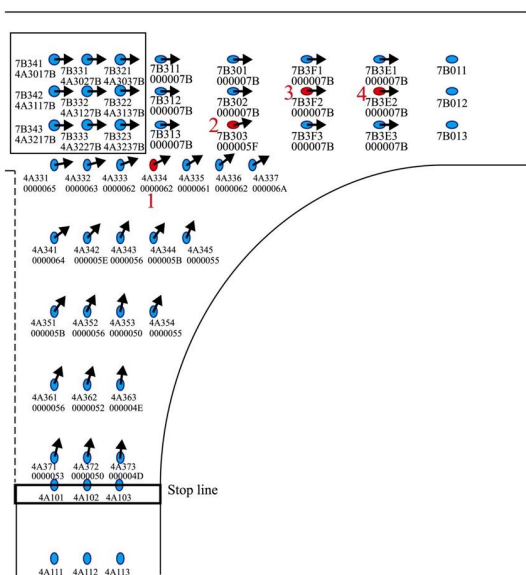 7B341 7B331 7B321 7B311 7B301 7B3F1 7B3E1 7B011
4A3017B 4A3027B 4A3037B 000007B 000007B 000007B 000007B
3 4
7B342 7B332 7B322 7B312 7B302 7B3F2 7B3E2 7B012
4A3117B 4A3127B 4A3137B 000007B 000007B 000007B 000007B
2
7B343 7B333 7B323 7B313 7B303 7B3F3 7B3E3 7B013
4A3217B 4A3227B 4A3237B 000007B 000005F 000007B 000007B
4A331 4A332 4A333 4A334 4A335 4A336 4A337
0000065 0000063 0000062 0000062 0000061 0000062 000006A
1
4A341 4A342 4A343 4A344 4A345
0000064 000005E 0000056 000005B 0000055
4A351 4A352 4A353 4A354
000005B 0000056 0000050 0000055
4A361 4A362 4A363
0000056 0000052 000004E
4A371 4A372 4A373
0000053 0000050 000004D
4A101 4A102 4A103 Stop line
4A111 4A112 4A113